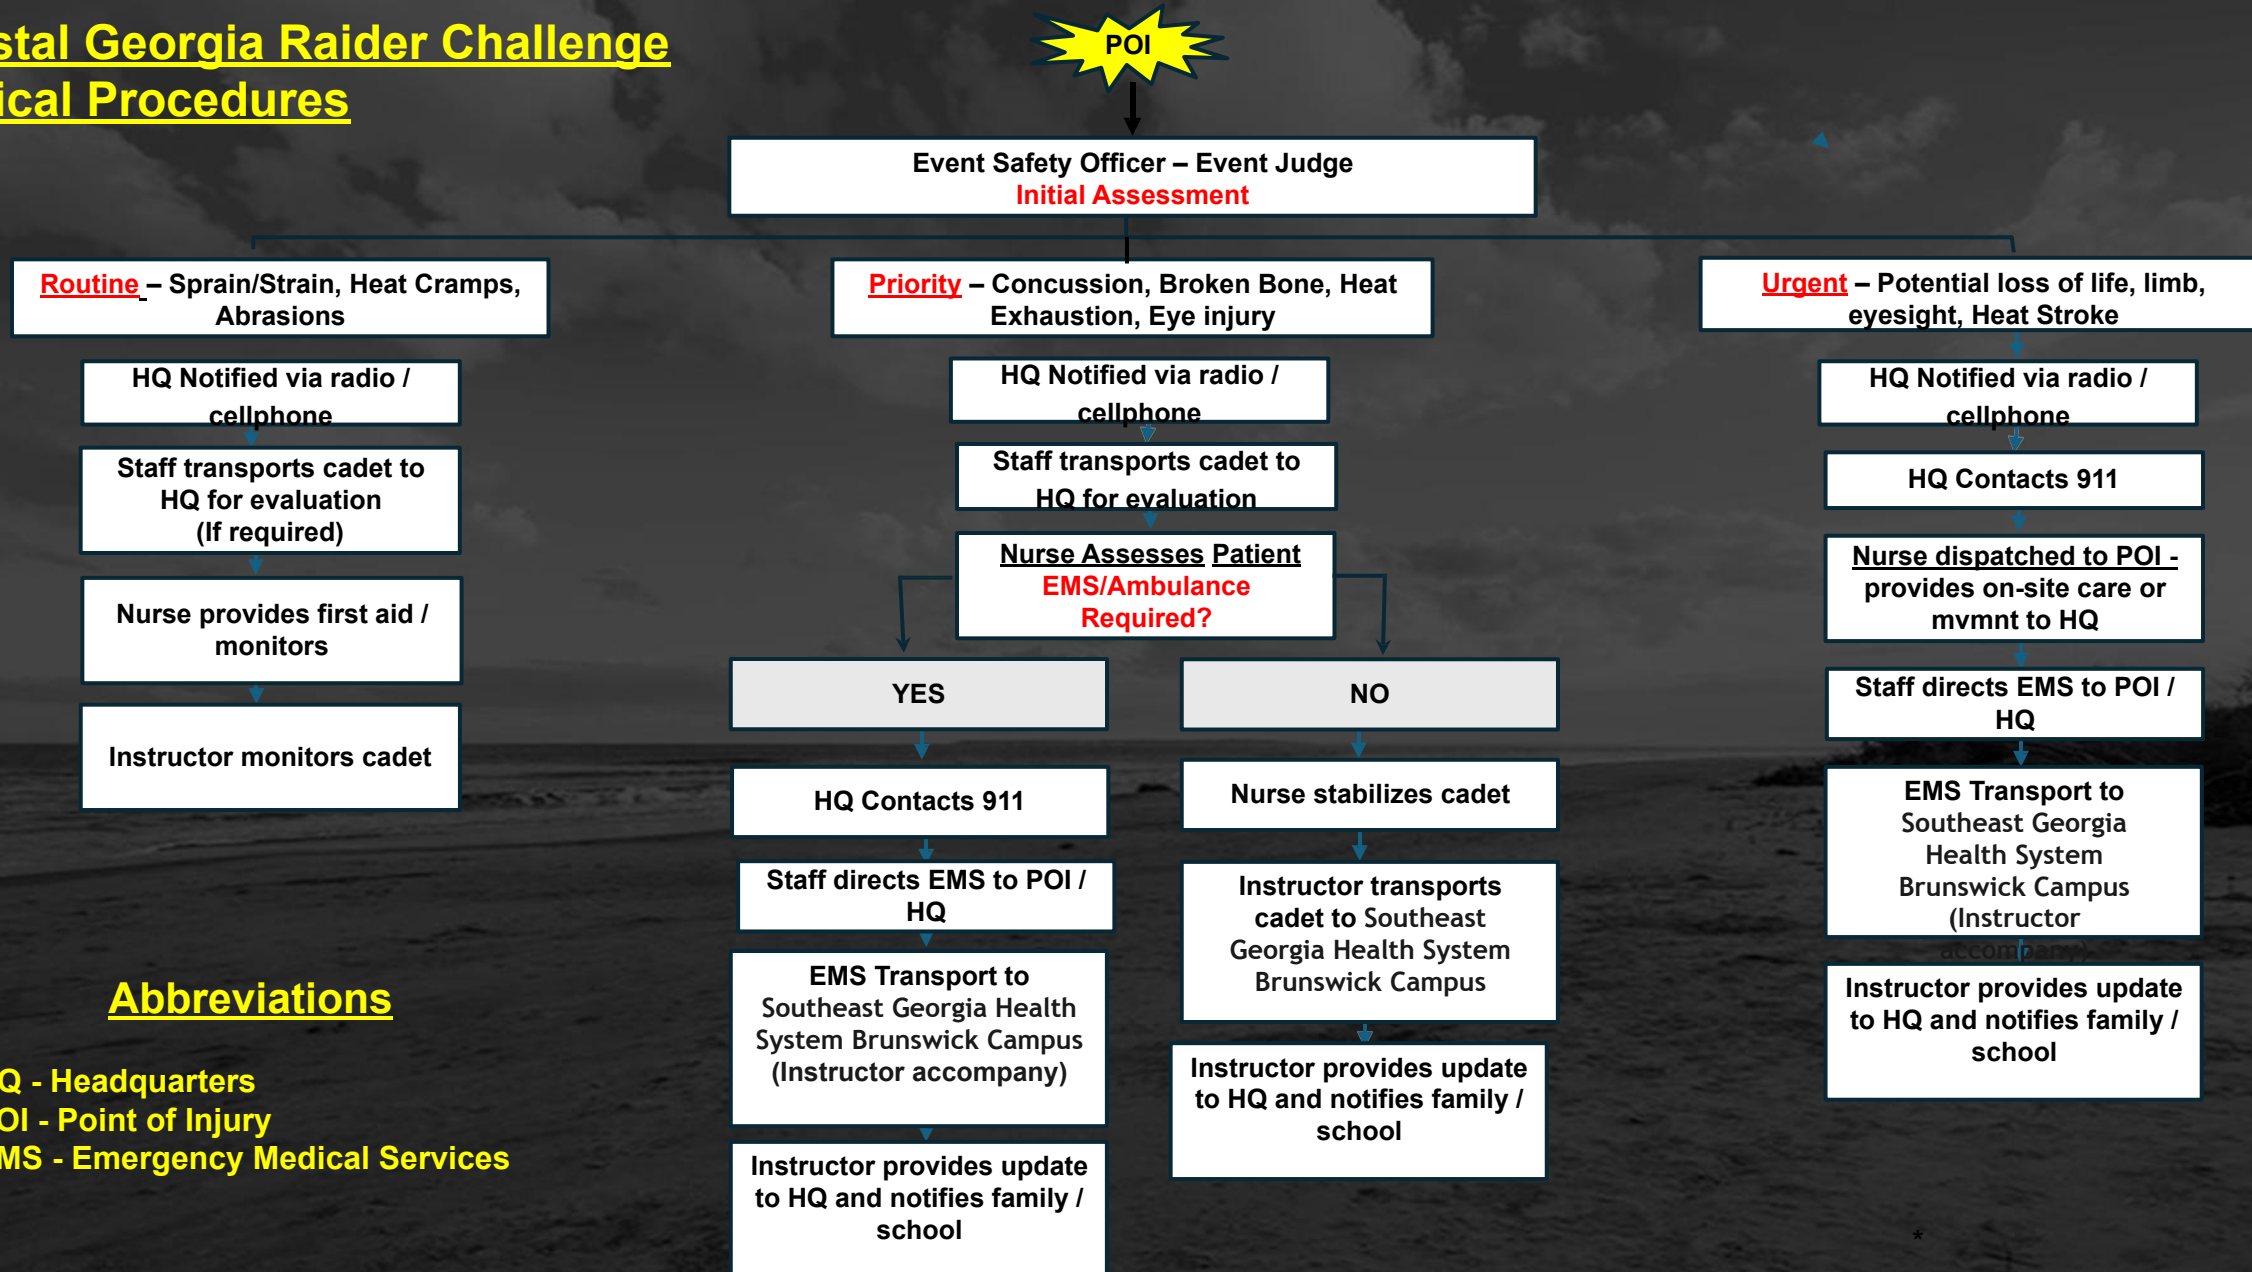 stal Georgia Raider Challenge
ical Procedures
POI
Event Safety Officer – Event Judge
Initial Assessment
Routine – Sprain/Strain, Heat Cramps,
Abrasions
HQ Notified via radio /
cellphone
Staff transports cadet to
HQ for evaluation
(If required)
Nurse provides first aid /
monitors
Instructor monitors cadet
Priority – Concussion, Broken Bone, Heat
Exhaustion, Eye injury
HQ Notified via radio /
cellphone
Staff transports cadet to
HQ for evaluation
Nurse Assesses Patient
EMS/Ambulance
Required?
YES
HQ Contacts 911
Staff directs EMS to POI /
HQ
EMS Transport to
Southeast Georgia Health
System Brunswick Campus
(Instructor accompany)
Instructor provides update
to HQ and notifies family /
school
NO
Nurse stabilizes cadet
Instructor transports
cadet to Southeast
Georgia Health System
Brunswick Campus
Instructor provides update
to HQ and notifies family /
school
Urgent – Potential loss of life, limb,
eyesight, Heat Stroke
HQ Notified via radio /
cellphone
HQ Contacts 911
Nurse dispatched to POI -
provides on-site care or
mvmnt to HQ
Staff directs EMS to POI /
HQ
EMS Transport to
Southeast Georgia
Health System
Brunswick Campus
(Instructor
accompany)
Instructor provides update
to HQ and notifies family /
school
Abbreviations
Q - Headquarters
OI - Point of Injury
MS - Emergency Medical Services
*